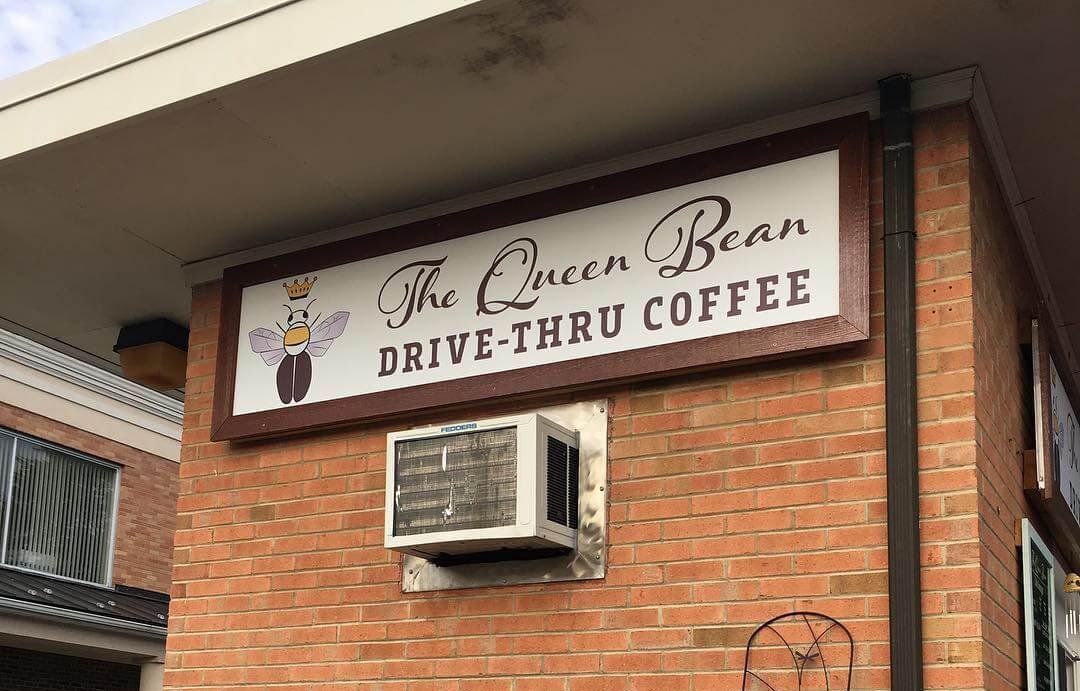 The Queen Bean
DRIVE-THRU COFFEE
FEDDERS